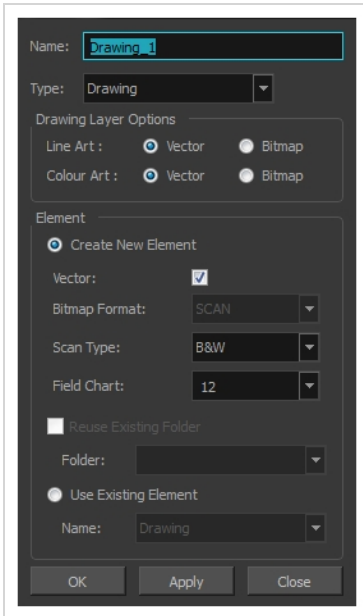 Name: Drawing_1
Type: Drawing
Drawing Layer Options
Line Art : Vector Bitmap
Colour Art : Vector Bitmap
Element
Create New Element
Vector:
Bitmap Format: SCAN
Scan Type: B&W
Field Chart: 12
Reuse Existing Folder
Folder:
Use Existing Element
Name: Drawing
OK Apply Close